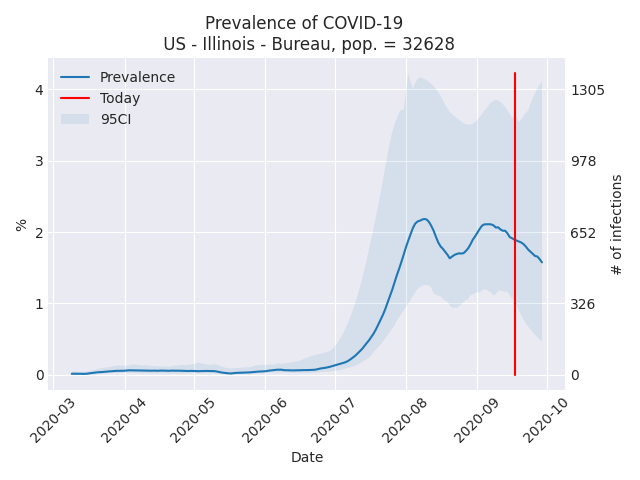 Prevalence of COVID-19
US - Illinois - Bureau, pop. = 32628
Prevalence
Today
95CI
4
3
2
1
0
%
1305
978
652
326
0
# of infections
2020-03
2020-04
2020-05
2020-06
2020-07
2020-08
2020-09
2020-10
Date